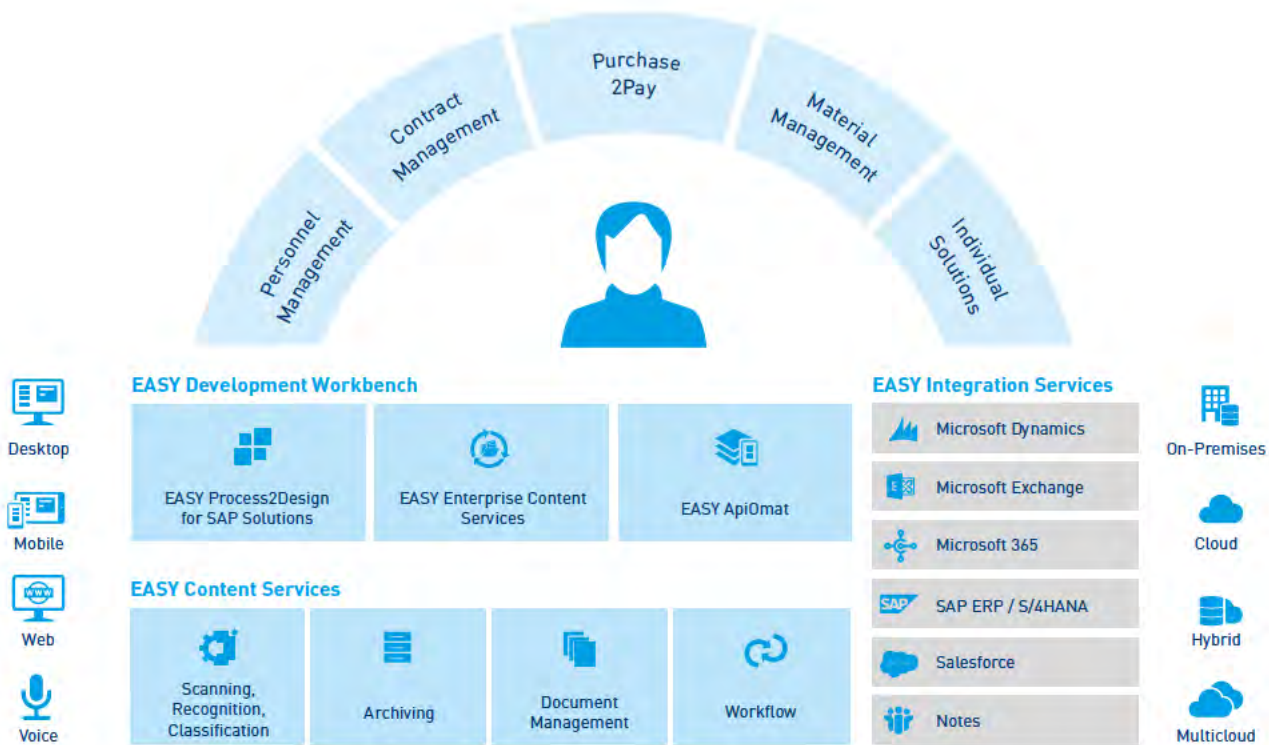 Purchase
2Pay
Contract
Management
Material
Management
Personnel
Management
Individual
Solutions
EASY Development Workbench
EASY Integration Services
Desktop
Mobile
Web
WWW
Voice
EASY Process2Design
for SAP Solutions
EASY Enterprise Content
Services
EASY ApiOmat
EASY Content Services
Scanning,
Recognition,
Classification
Archiving
Document
Management
Workflow
Microsoft Dynamics
E
Microsoft Exchange
Microsoft 365
SAP
SAP ERP / S/4HANA
Salesforce
Notes
On-Premises
Cloud
Hybrid
Multicloud